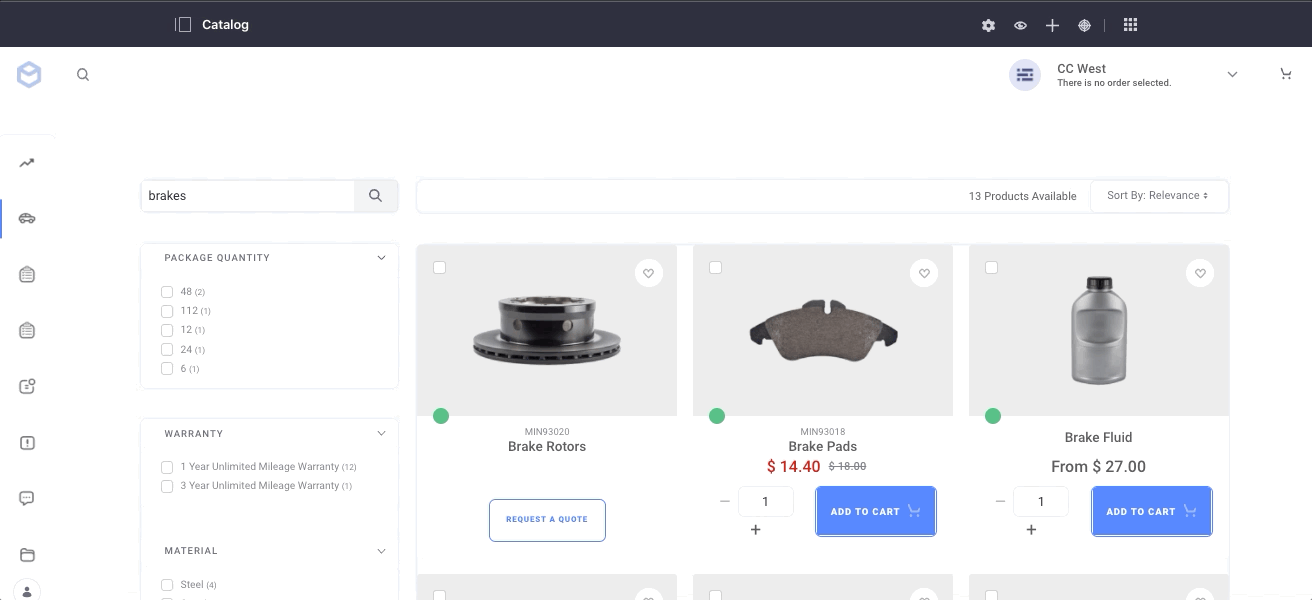 Catalog
CC West
There is no order selected.
brakes
13 Products Available
Sort By: Relevance
PACKAGE QUANTITY
48 (2)
112 (1)
12 (1)
24 (1)
6 (1)
WARRANTY
1 Year Unlimited Mileage Warranty (12)
3 Year Unlimited Mileage Warranty (1)
MATERIAL
Steel (4)
MIN93020
Brake Rotors
REQUEST A QUOTE
MIN93018
Brake Pads
$ 14.40 $ 18.00
1
ADD TO CART
Brake Fluid
From $ 27.00
1
ADD TO CART